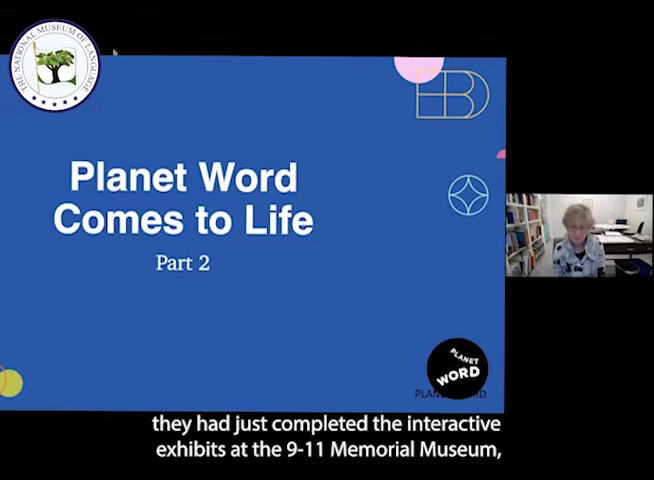 THE NATIONAL MUSEUM OF LANGUAGE
Planet Word
Comes to Life
Part 2
PLANET
WORD
they had just completed the interactive
exhibits at the 9-11 Memorial Museum,